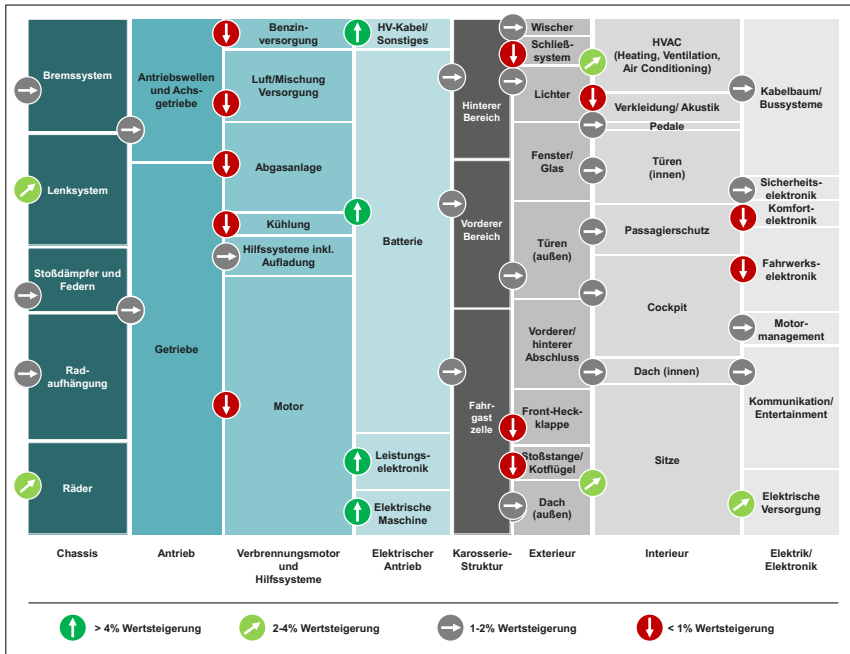 Bremssystem
Lenksystem
Stoßdämpfer und
Federn
Rad-
aufhängung
Räder
Antriebswellen
und Achs-
getriebe
Getriebe
Benzin-
versorgung
Luft/Mischung
Versorgung
Abgasanlage
Kühlung
Hilfssysteme inkl.
Aufladung
Motor
HV-Kabel/
Sonstiges
Batterie
Leistungs-
elektronik
Elektrische
Maschine
Hinterer
Bereich
Vorderer
Bereich
Fahr-
gast
zelle
Wischer
Schließ-
system
Lichter
Fenster/
Glas
Türen
(außen)
Vorderer/
hinterer
Abschluss
Front-Heck-
klappe
Stoßstange/
Kotflügel
Dach
(außen)
HVAC
(Heating, Ventilation,
Air Conditioning)
Verkleidung/ Akustik
Pedale
Türen
(innen)
Passagierschutz
Cockpit
Dach (innen)
Sitze
Kabelbaum/
Bussysteme
Sicherheits-
elektronik
Komfort-
elektronik
Fahrwerks-
elektronik
Motor-
management
Kommunikation/
Entertainment
Elektrische
Versorgung
Chassis
Antrieb
Verbrennungsmotor
und
Hilfssysteme
Elektrischer
Antrieb
Karosserie-
Struktur
Exterieur
Interieur
Elektrik/
Elektronik
> 4% Wertsteigerung
2-4% Wertsteigerung
1-2% Wertsteigerung
< 1% Wertsteigerung